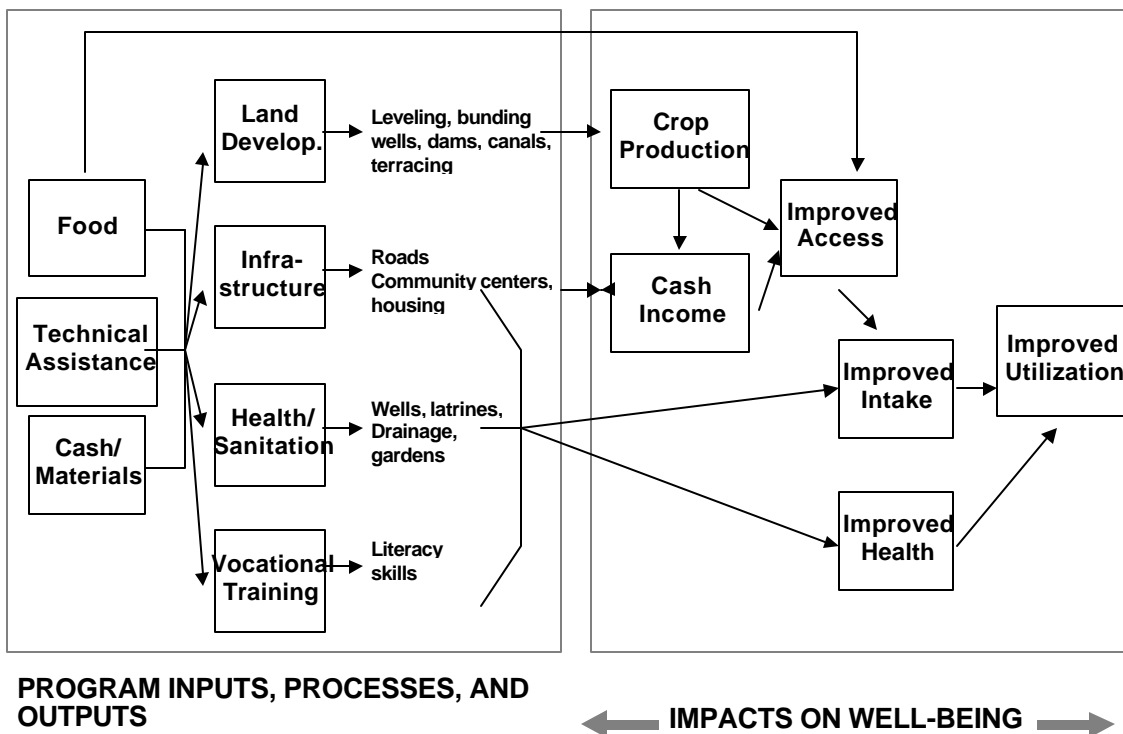 Food
Technical
Assistance
Cash/
Materials
Land
Develop.
Leveling, bunding
wells, dams, canals,
terracing
Infra-
structure
Roads
Community centers,
housing
Health/
Sanitation
Wells, latrines,
Drainage,
gardens
Vocational
Training
Literacy
skills
Crop
Production
Cash
Income
Improved
Access
Improved
Intake
Improved
Health
Improved
Utilization
PROGRAM INPUTS, PROCESSES, AND
OUTPUTS
IMPACTS ON WELL-BEING